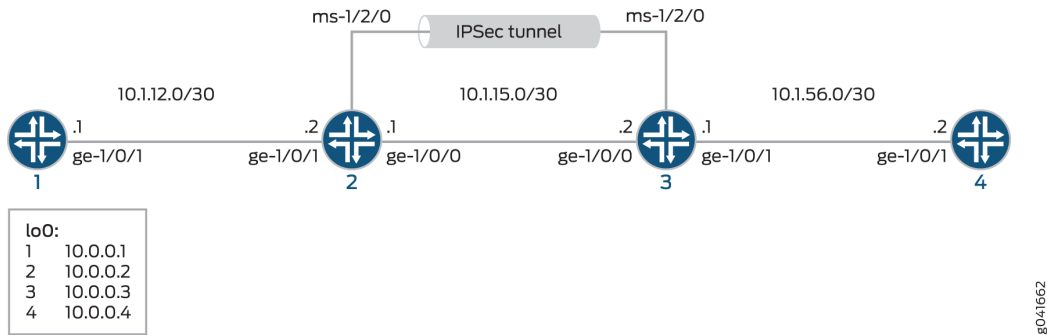 ms-1/2/0 IPSec tunnel ms-1/2/0
10.1.12.0/30 10.1.15.0/30 10.1.56.0/30
.1 .2 .1 .2 .1 .2
ge-1/0/1 ge-1/0/1 ge-1/0/0 ge-1/0/0 ge-1/0/1 ge-1/0/1
1 2 3 4
lo0:
1 10.0.0.1
2 10.0.0.2
3 10.0.0.3
4 10.0.0.4
g041662